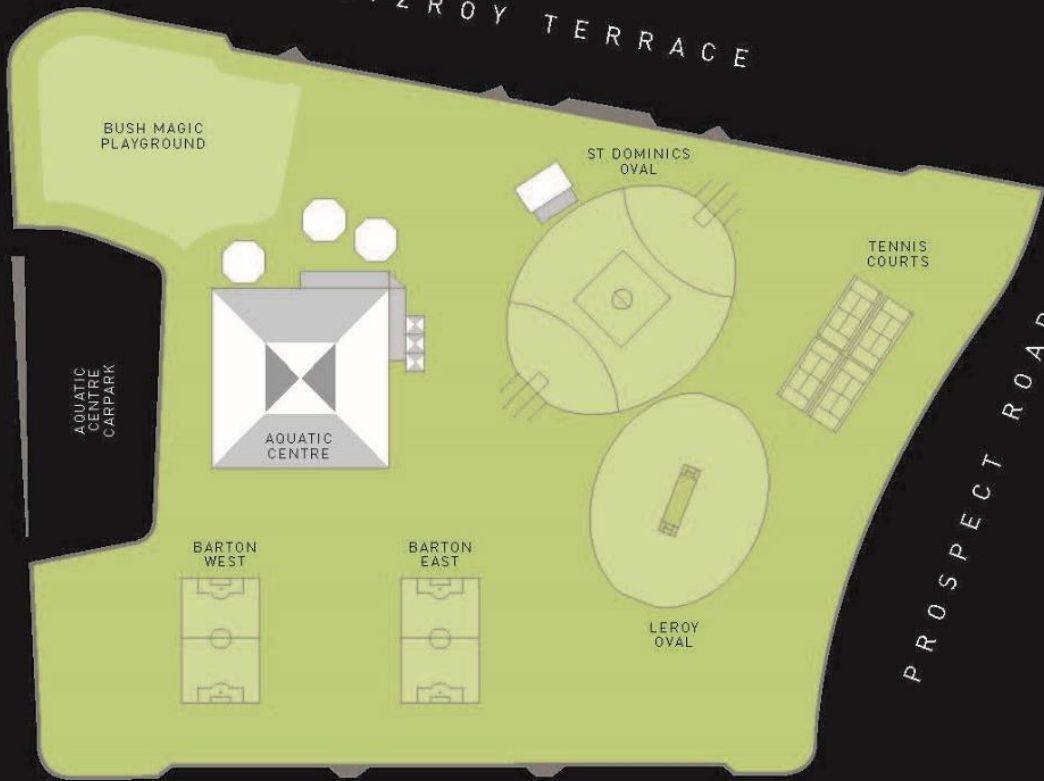 TERRACE
BUSH MAGIC
PLAYGROUND
ST DOMINICS
OVAL
TENNIS
COURTS
AQUATIC
CENTRE
CARPARK
AQUATIC
CENTRE
PROSPECT ROAD
BARTON
WEST
BARTON
EAST
LEROY
OVAL